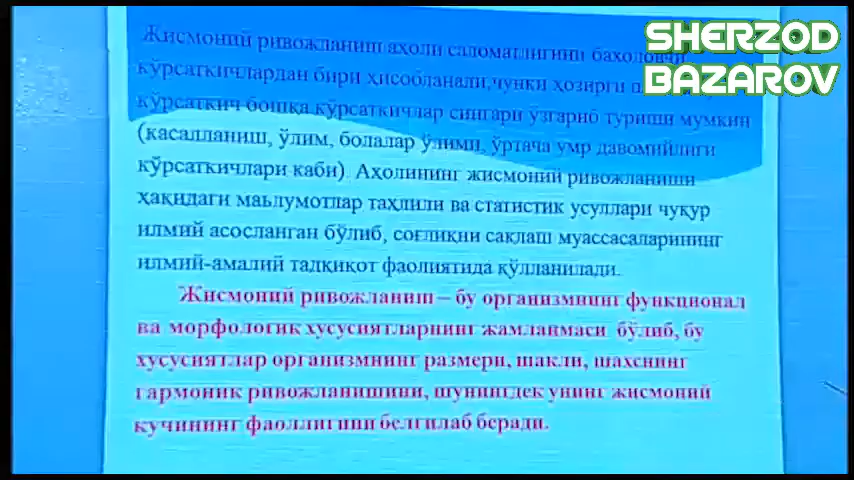 SHERZOD
BAZAROV
Жисмоний ривожланиш аҳоли саломатлигини баҳоловчи
кўрсаткичлардан бири ҳисобланади,чунки ҳозирги
кўрсаткич бошқа кўрсаткичлар сингари ўзгариб туриши мумкин
(касалланиш, ўлим, болалар ўлими, ўртача умр давомийлиги
кўрсаткичлари каби). Аҳолининг жисмоний ривожланиши
ҳақидаги маьлумотлар таҳлили ва статистик усуллари чуқур
илмий асосланган бўлиб, соғлиқни сақлаш муассасаларининг
илмий-амалий тадқиқот фаолиятида қўлланилади.
Жисмоний ривожланиш – бу организмнинг функционал
ва морфологик хусусиятларнинг жамланмаси бўлиб, бу
хусусиятлар организмнинг размери, шакли, шахснинг
гармоник ривожланишини, шунингдек унинг жисмоний
кучининг фаоллигини белгилаб беради.